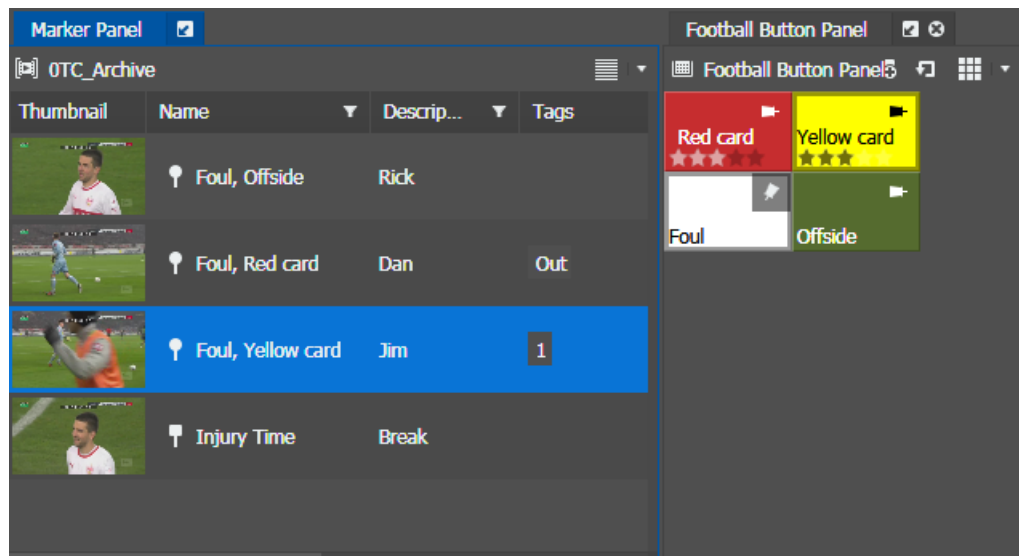 Marker Panel
Football Button Panel
0TC_Archive
Football Button Panel
Thumbnail Name Descrip... Tags
Red card
Yellow card
Foul, Offside Rick
Foul
Offside
Foul, Red card Dan Out
Foul, Yellow card Jim 1
Injury Time Break